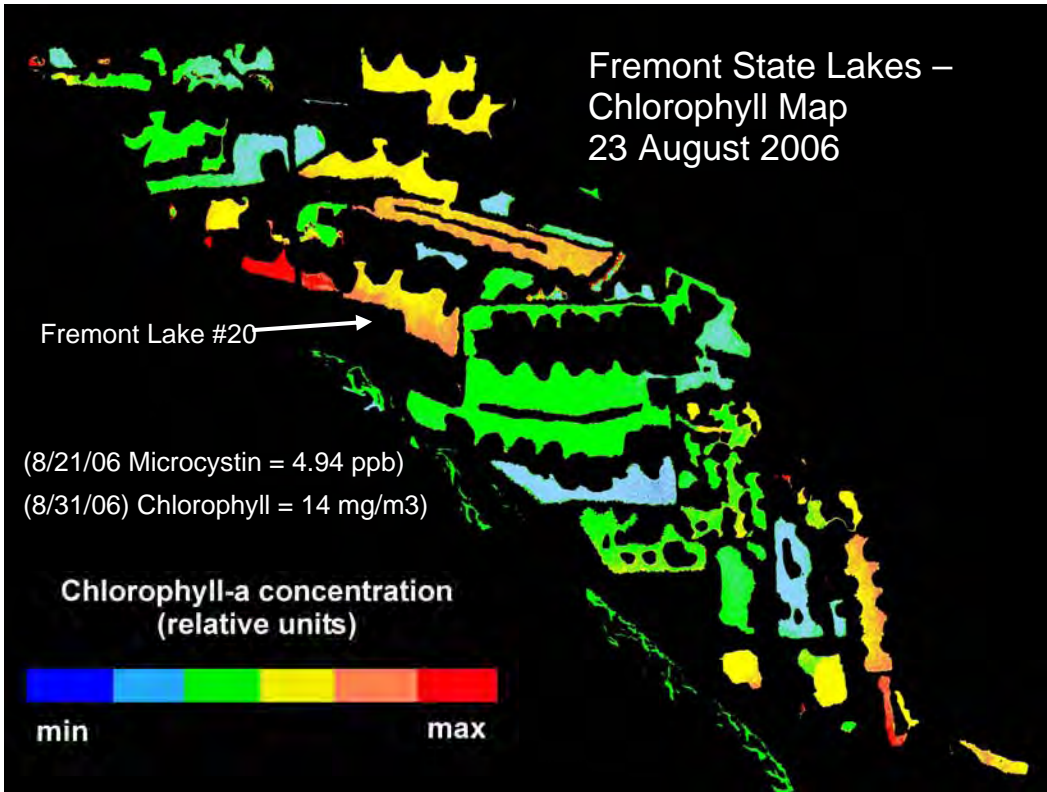 Fremont State Lakes –
Chlorophyll Map
23 August 2006
Fremont Lake #20
(8/21/06 Microcystin = 4.94 ppb)
(8/31/06) Chlorophyll = 14 mg/m3)
Chlorophyll-a concentration
(relative units)
min max